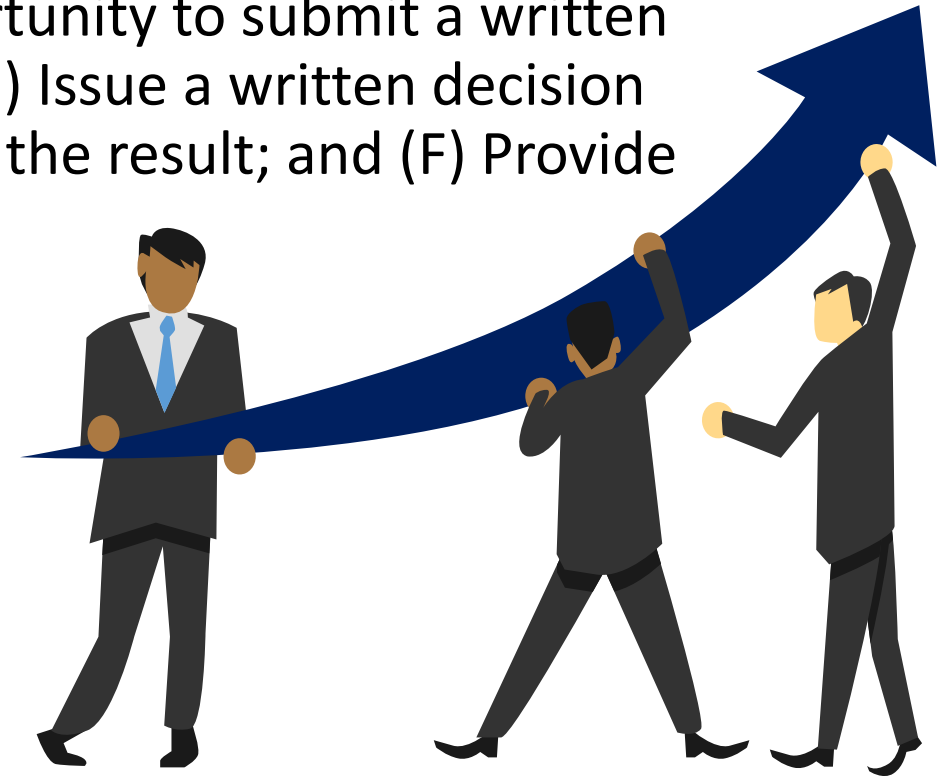 rtunity to submit a written
) Issue a written decision
the result; and (F) Provide